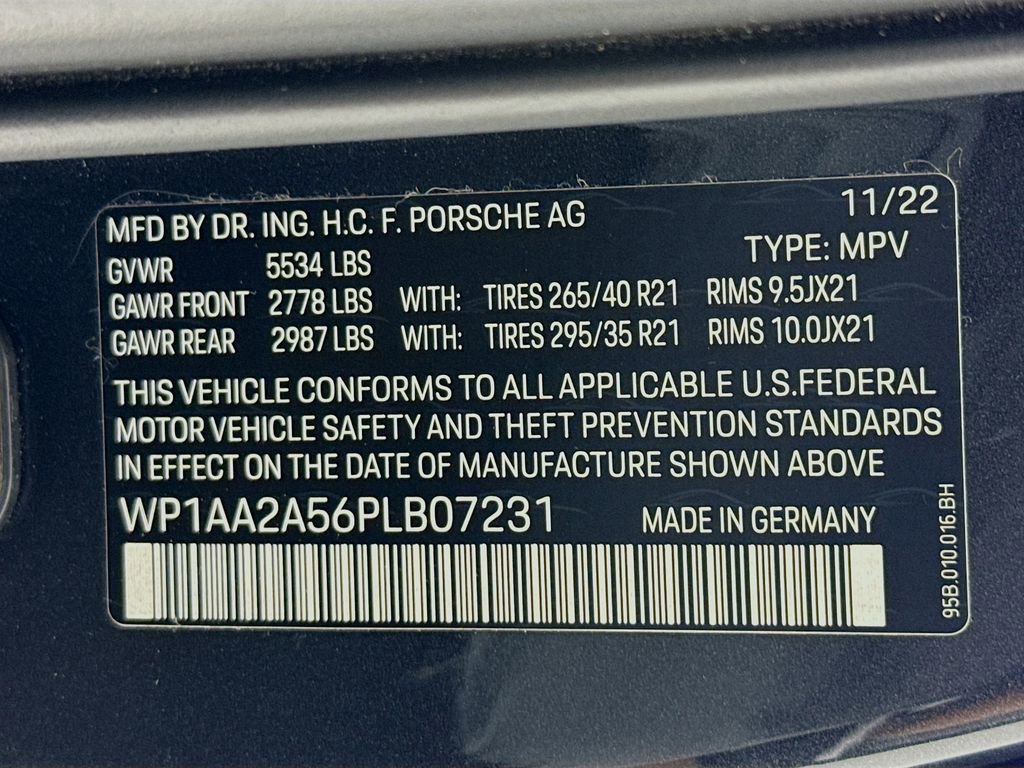 MFD BY DR. ING. H.C. F. PORSCHE AG 11/22
TYPE: MPV
GVWR 5534 LBS
GAWR FRONT 2778 LBS WITH: TIRES 265/40 R21 RIMS 9.5JX21
GAWR REAR 2987 LBS WITH: TIRES 295/35 R21 RIMS 10.0JX21
THIS VEHICLE CONFORMS TO ALL APPLICABLE U.S.FEDERAL
MOTOR VEHICLE SAFETY AND THEFT PREVENTION STANDARDS
IN EFFECT ON THE DATE OF MANUFACTURE SHOWN ABOVE
WP1AA2A56PLB07231 MADE IN GERMANY
95B.010.016.BH